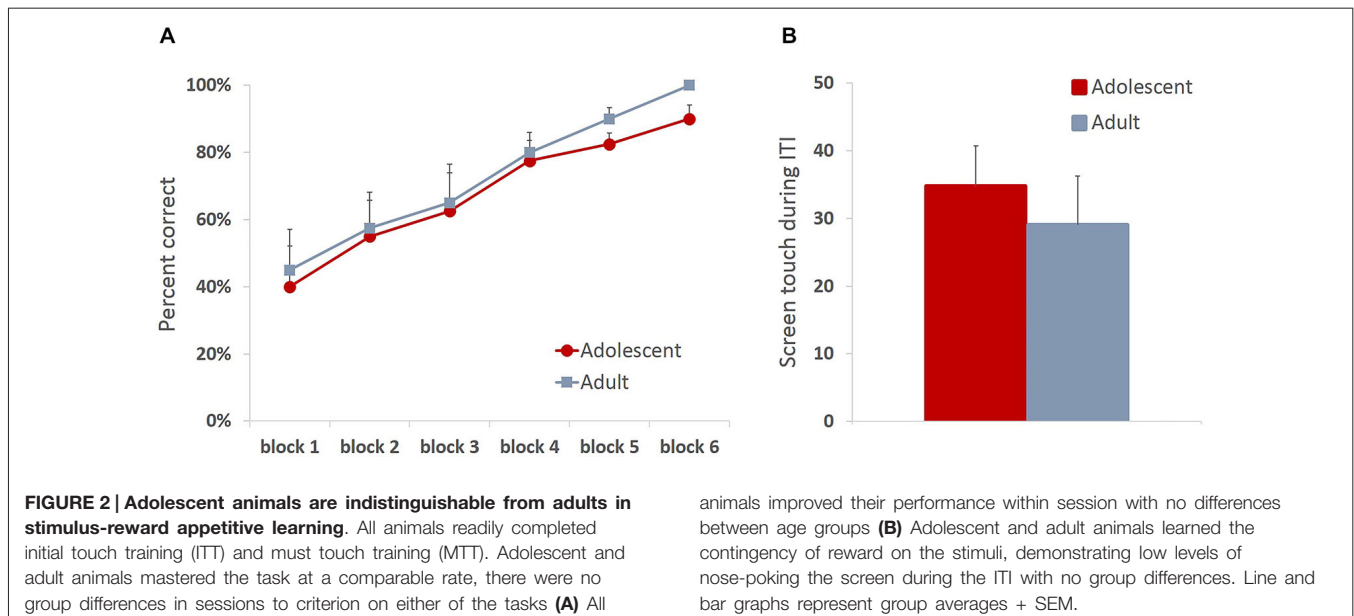 A
Percent correct
100%
80%
60%
40%
20%
0%
block 1 block 2 block 3 block 4 block 5 block 6
Adolescent
Adult
B
Screen touch during ITI
50
40
30
20
10
0
Adolescent
Adult
FIGURE 2 | Adolescent animals are indistinguishable from adults in
stimulus-reward appetitive learning. All animals readily completed
initial touch training (ITT) and must touch training (MTT). Adolescent and
adult animals mastered the task at a comparable rate, there were no
group differences in sessions to criterion on either of the tasks (A) All
animals improved their performance within session with no differences
between age groups (B) Adolescent and adult animals learned the
contingency of reward on the stimuli, demonstrating low levels of
nose-poking the screen during the ITI with no group differences. Line and
bar graphs represent group averages + SEM.